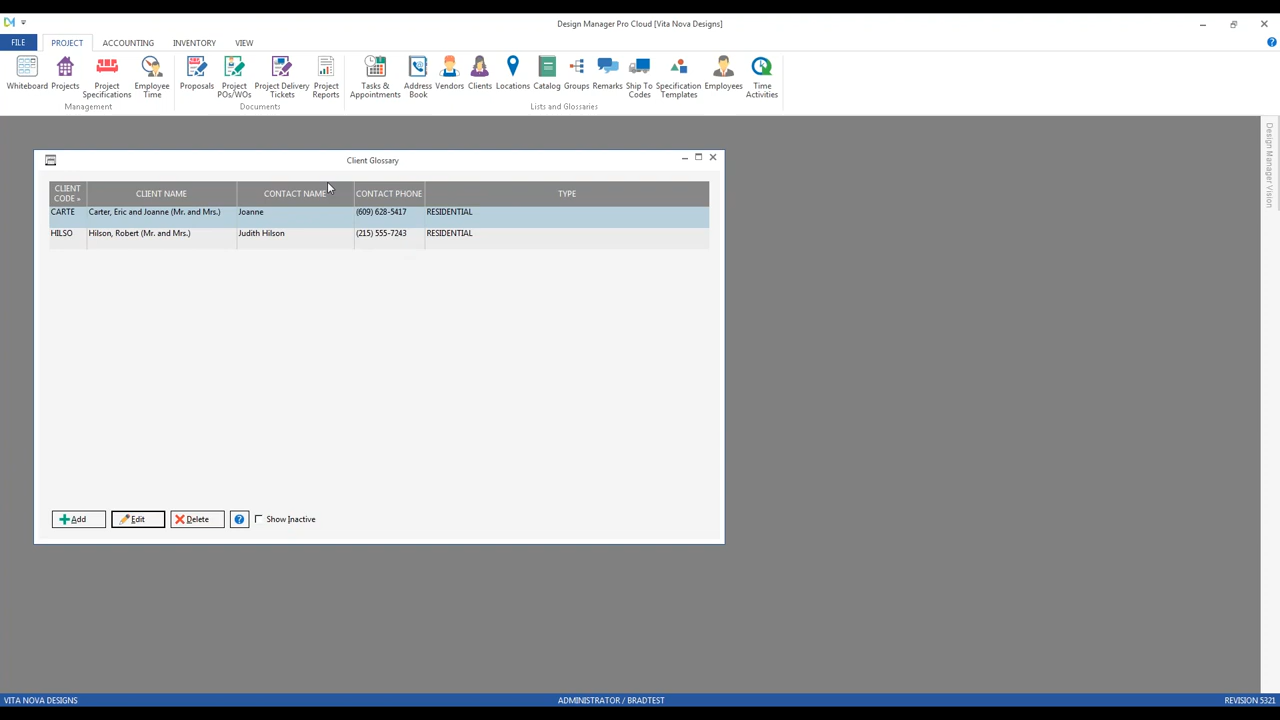 Design Manager Pro Cloud [Vita Nova Designs]
FILE PROJECT ACCOUNTING INVENTORY VIEW
Whiteboard Projects Project Specifications Employee Time Proposals Project POs/WOs Project Delivery Tickets Project Reports Tasks & Appointments Address Book Vendors Clients Locations Catalog Groups Remarks Ship To Codes Specification Templates Employees Time Activities
Management Documents Lists and Glossaries
Design Manager Vision
Client Glossary
CLIENT CODE CLIENT NAME CONTACT NAME CONTACT PHONE TYPE
CARTE Carter, Eric and Joanne (Mr. and Mrs.) Joanne (609) 628-5417 RESIDENTIAL
HILSO Hilson, Robert (Mr. and Mrs.) Judith Hilson (215) 555-7243 RESIDENTIAL
Add Edit Delete ? Show Inactive
VITA NOVA DESIGNS ADMINISTRATOR / BRADTEST REVISION 5321